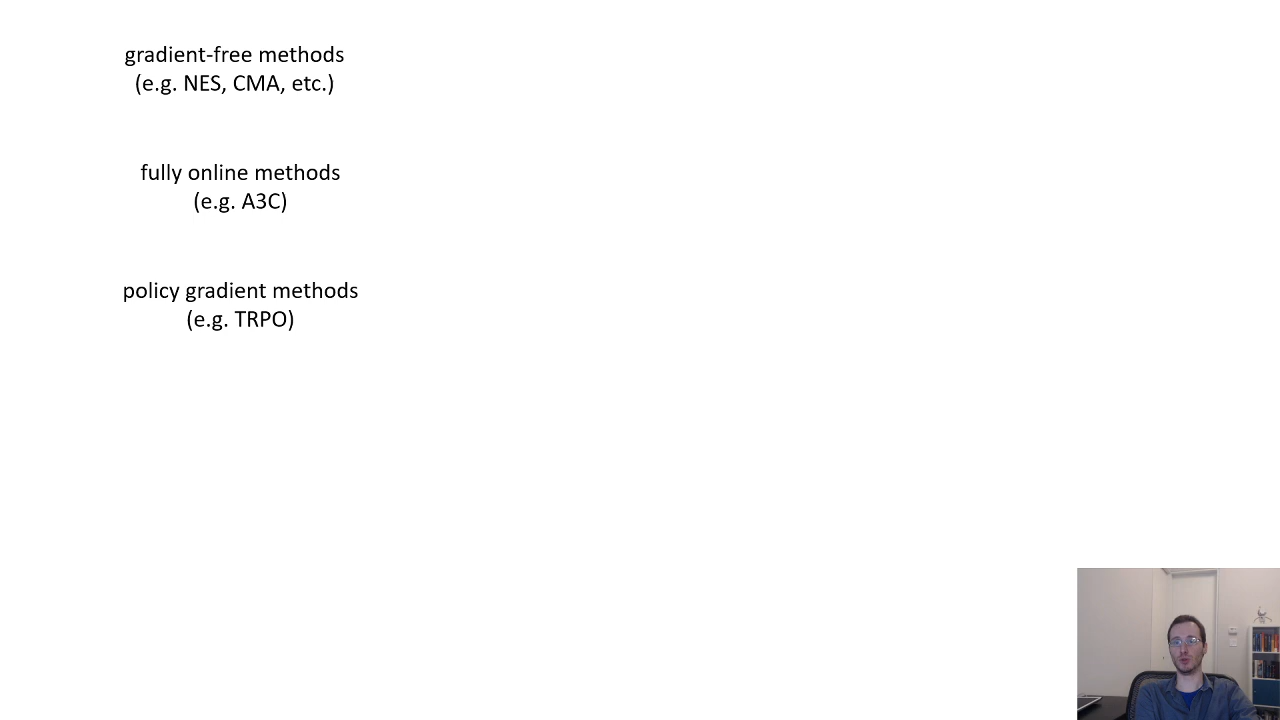 gradient-free methods
(e.g. NES, CMA, etc.)
fully online methods
(e.g. A3C)
policy gradient methods
(e.g. TRPO)